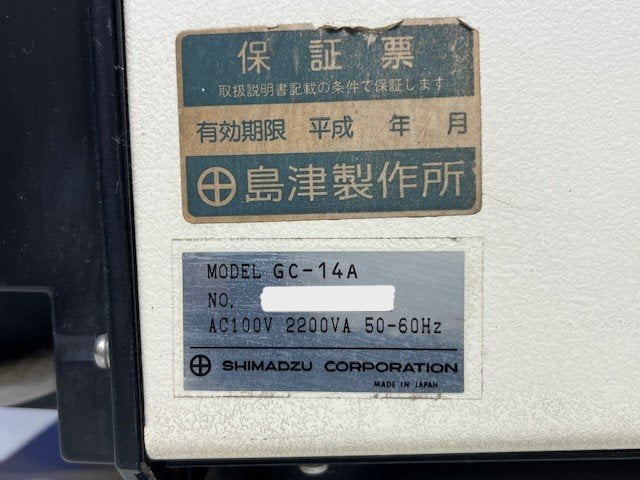 保証票
取扱説明書記載の条件で保証します
有効期限 平成 年 月
島津製作所
MODEL GC-14A
NO.
AC100V 2200VA 50-60Hz
SHIMADZU CORPORATION
MADE IN JAPAN